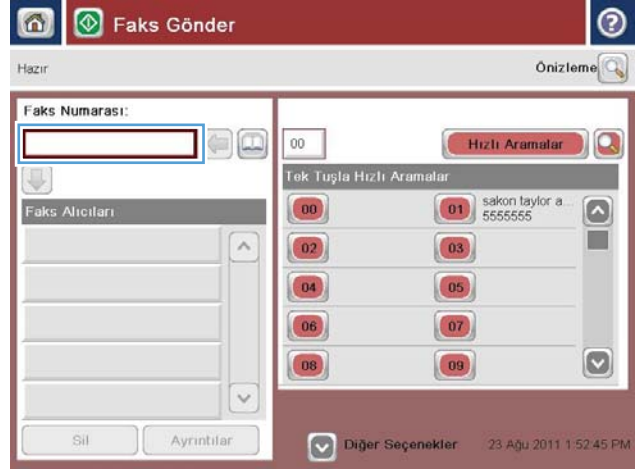 Faks Gönder
?
Hazır
Önizleme
Faks Numarası:
00
Hızlı Aramalar
Tek Tuşla Hızlı Aramalar
Faks Alıcıları
00
01
sakon taylor a...
5555555
02
03
04
05
06
07
08
09
Sil
Ayrıntılar
Diğer Seçenekler
23 Ağu 2011 1:52:45 PM